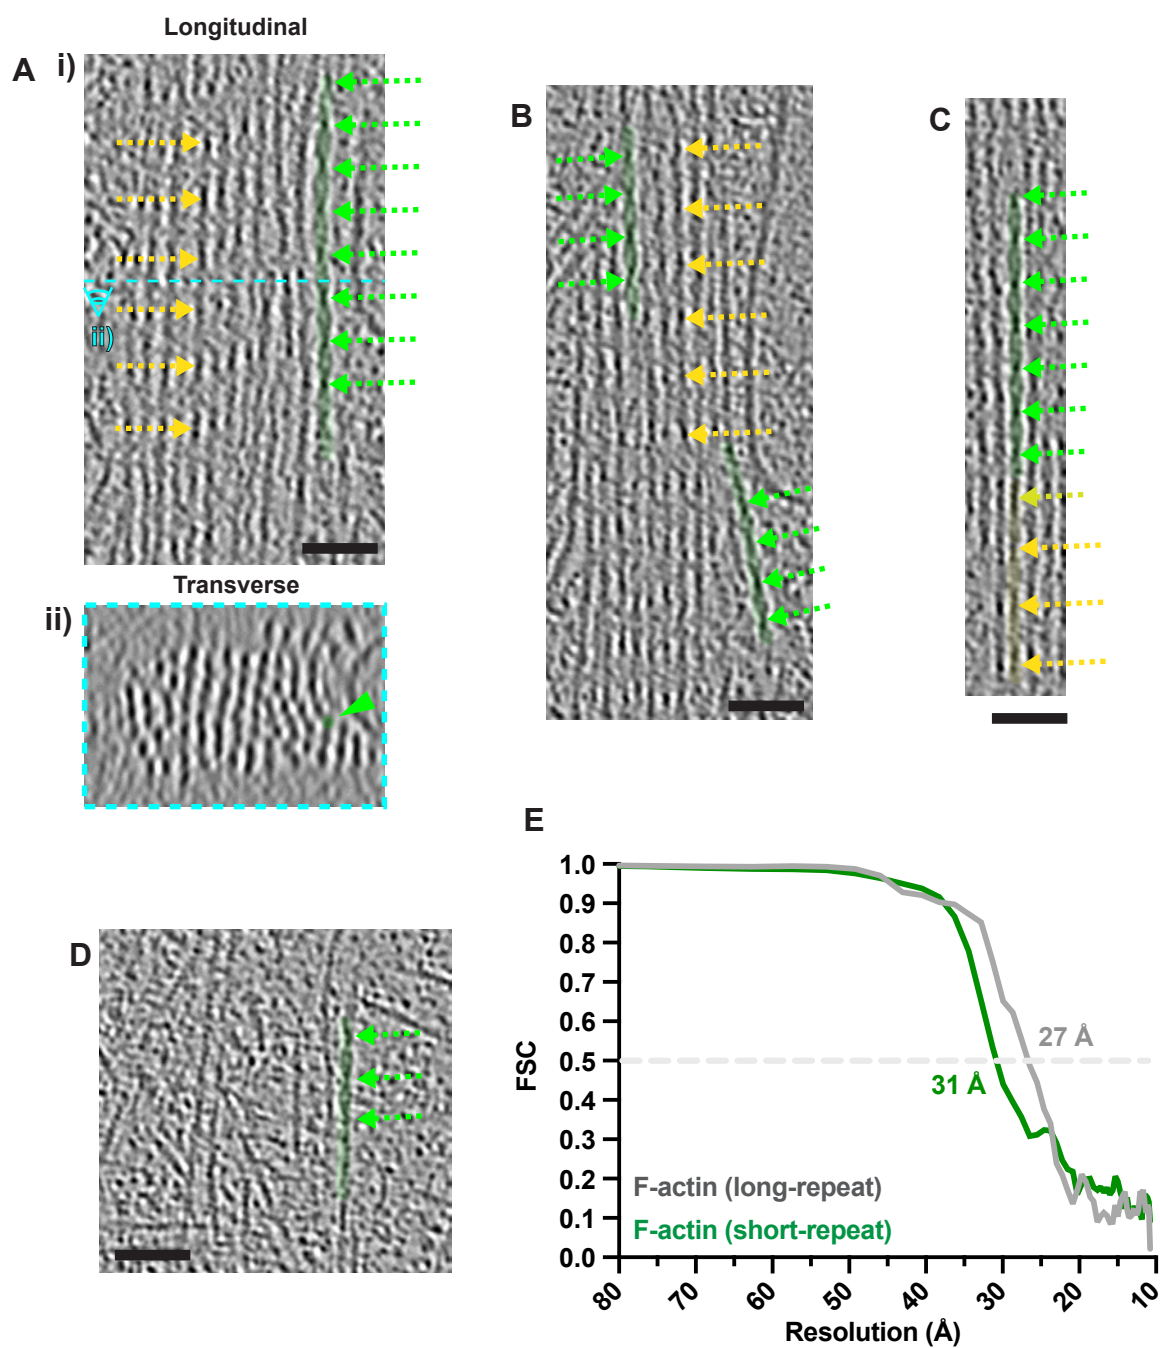 Longitudinal
A
i)
ii)
Transverse
ii)
B
C
D
E
1.0
0.9
0.8
0.7
0.6
0.5
0.4
0.3
0.2
0.1
0.0
FSC
27 Å
31 Å
F-actin (long-repeat)
F-actin (short-repeat)
80
70
60
50
40
30
20
10
Resolution (Å)